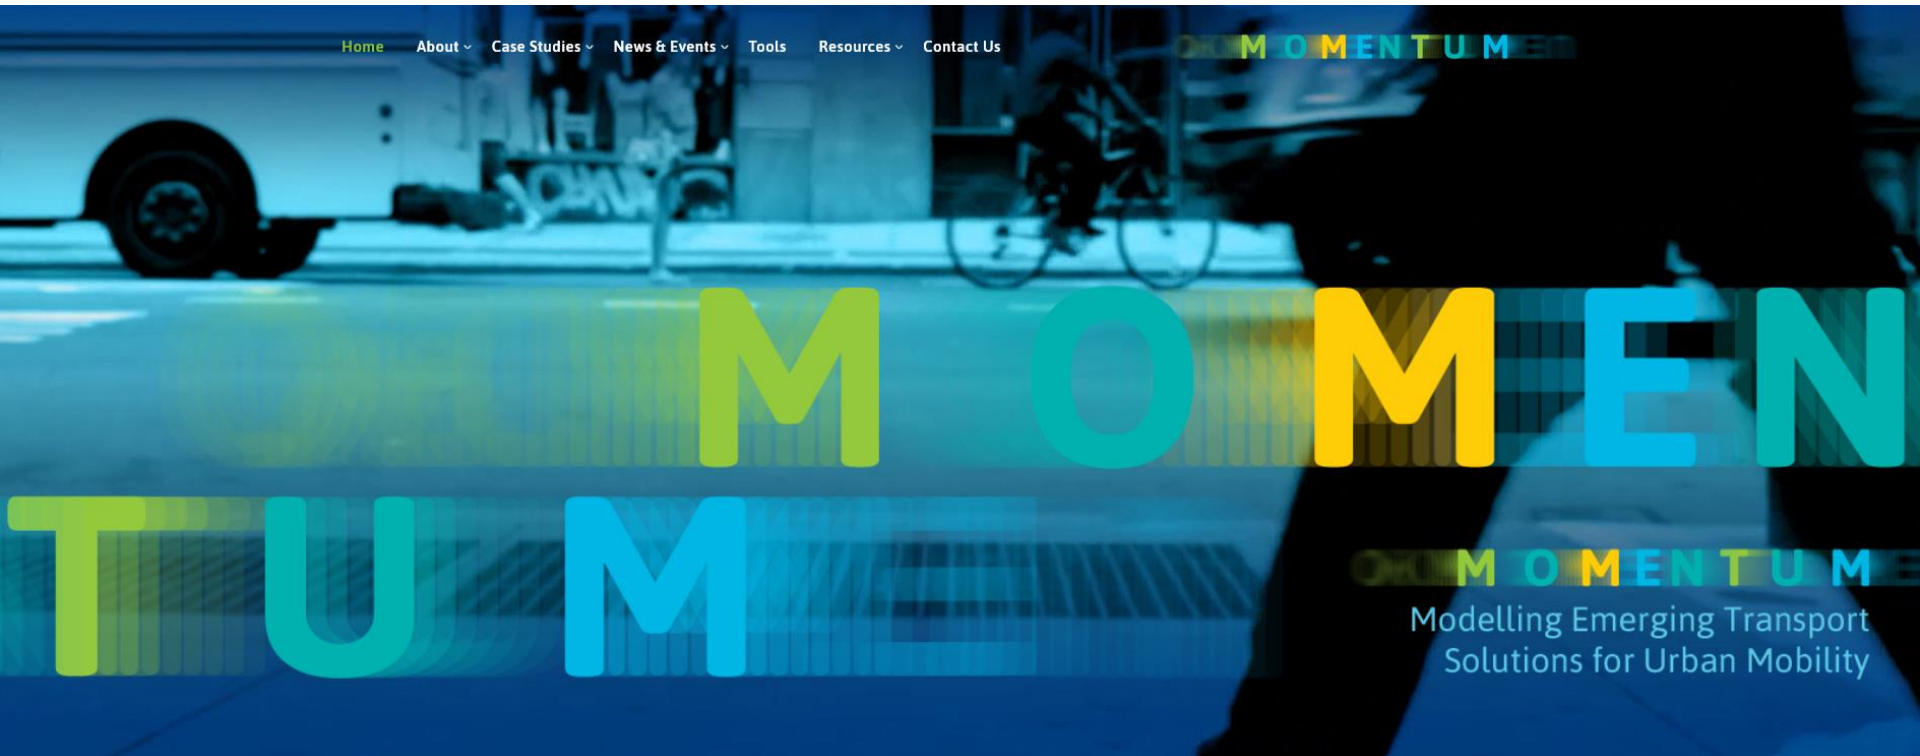 Home About Case Studies News & Events Tools Resources Contact Us
MOMENTUM
MOMEN
TUM
MOMENTUM
Modelling Emerging Transport
Solutions for Urban Mobility